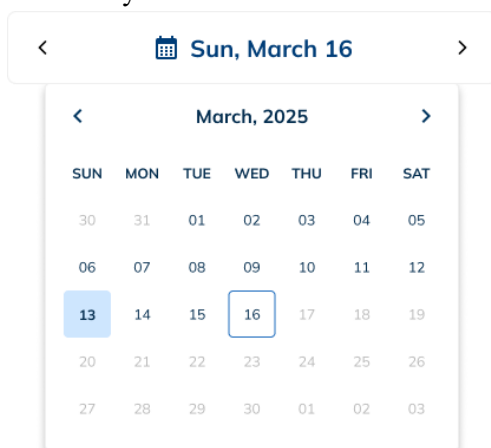 Sun, March 16
March, 2025
SUN MON TUE WED THU FRI SAT
30 31 01 02 03 04 05
06 07 08 09 10 11 12
13 14 15 16 17 18 19
20 21 22 23 24 25 26
27 28 29 30 01 02 03